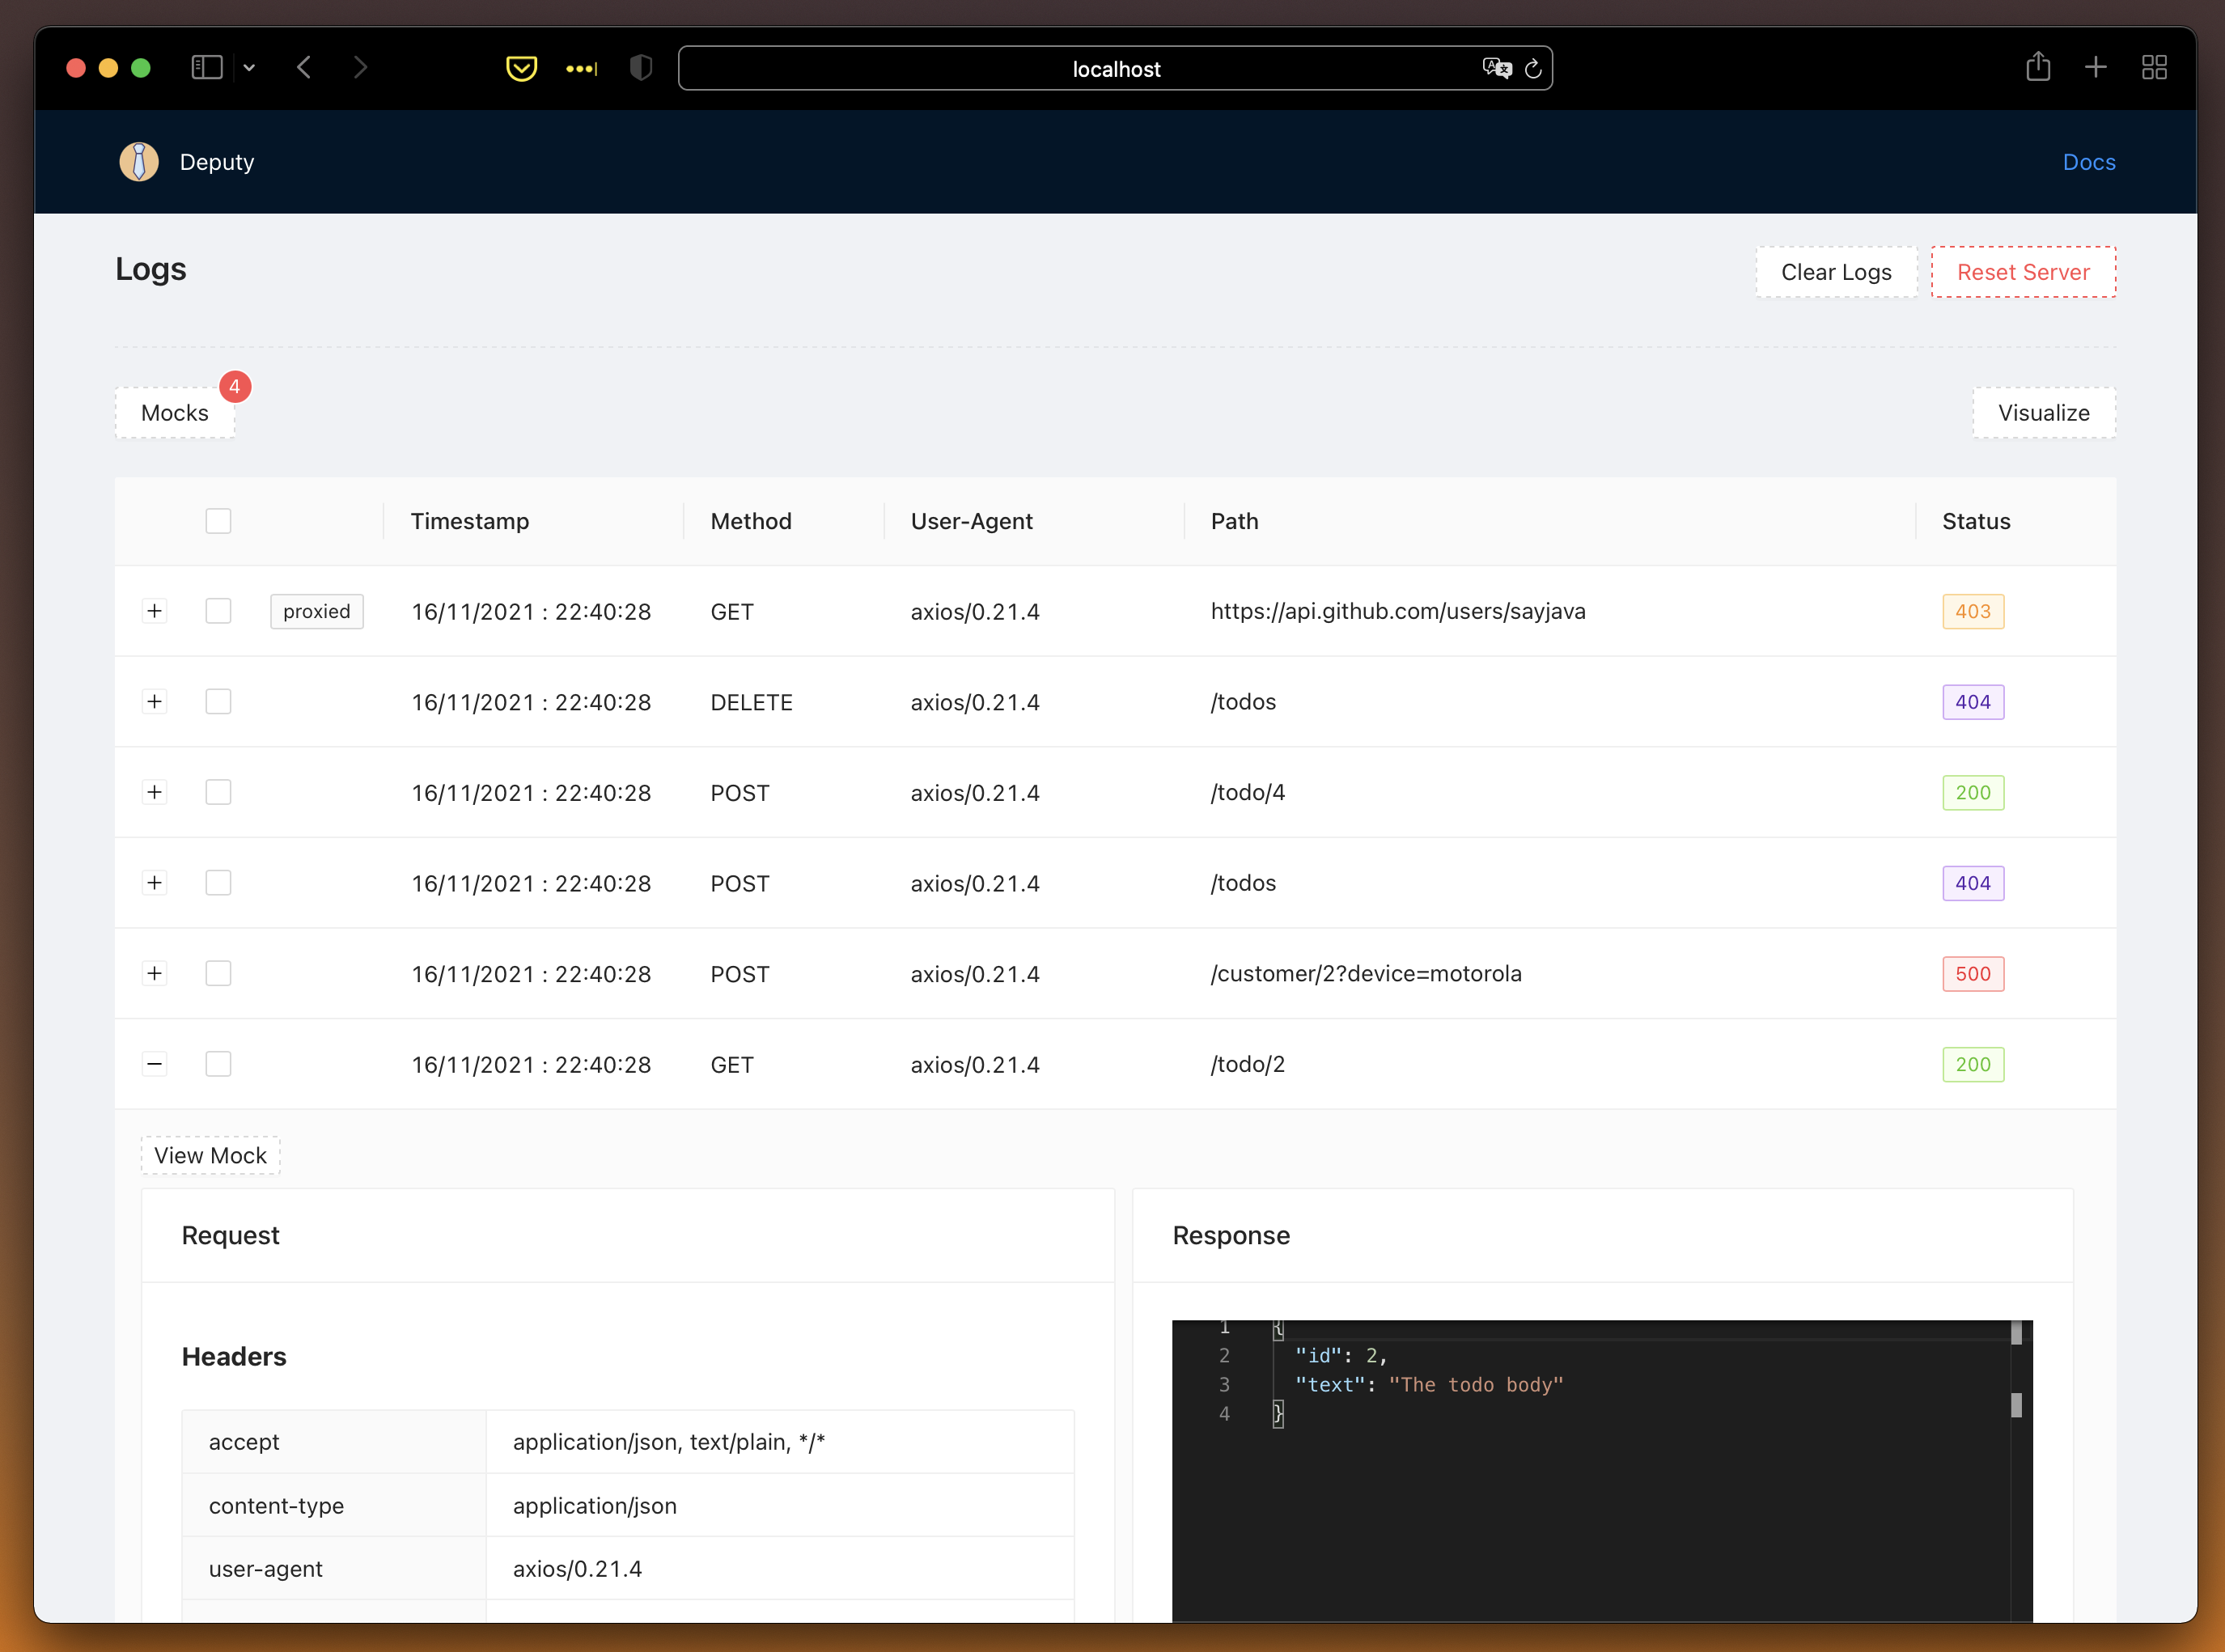 localhost
Deputy
Docs
Logs
Clear Logs
Reset Server
Mocks
4
Visualize
Timestamp Method User-Agent Path Status
proxied 16/11/2021 : 22:40:28 GET axios/0.21.4 https://api.github.com/users/sayjava 403
16/11/2021 : 22:40:28 DELETE axios/0.21.4 /todos 404
16/11/2021 : 22:40:28 POST axios/0.21.4 /todo/4 200
16/11/2021 : 22:40:28 POST axios/0.21.4 /todos 404
16/11/2021 : 22:40:28 POST axios/0.21.4 /customer/2?device=motorola 500
16/11/2021 : 22:40:28 GET axios/0.21.4 /todo/2 200
View Mock
Request
Headers
accept application/json, text/plain, */*
content-type application/json
user-agent axios/0.21.4
Response
1 {
2 "id": 2,
3 "text": "The todo body"
4 }